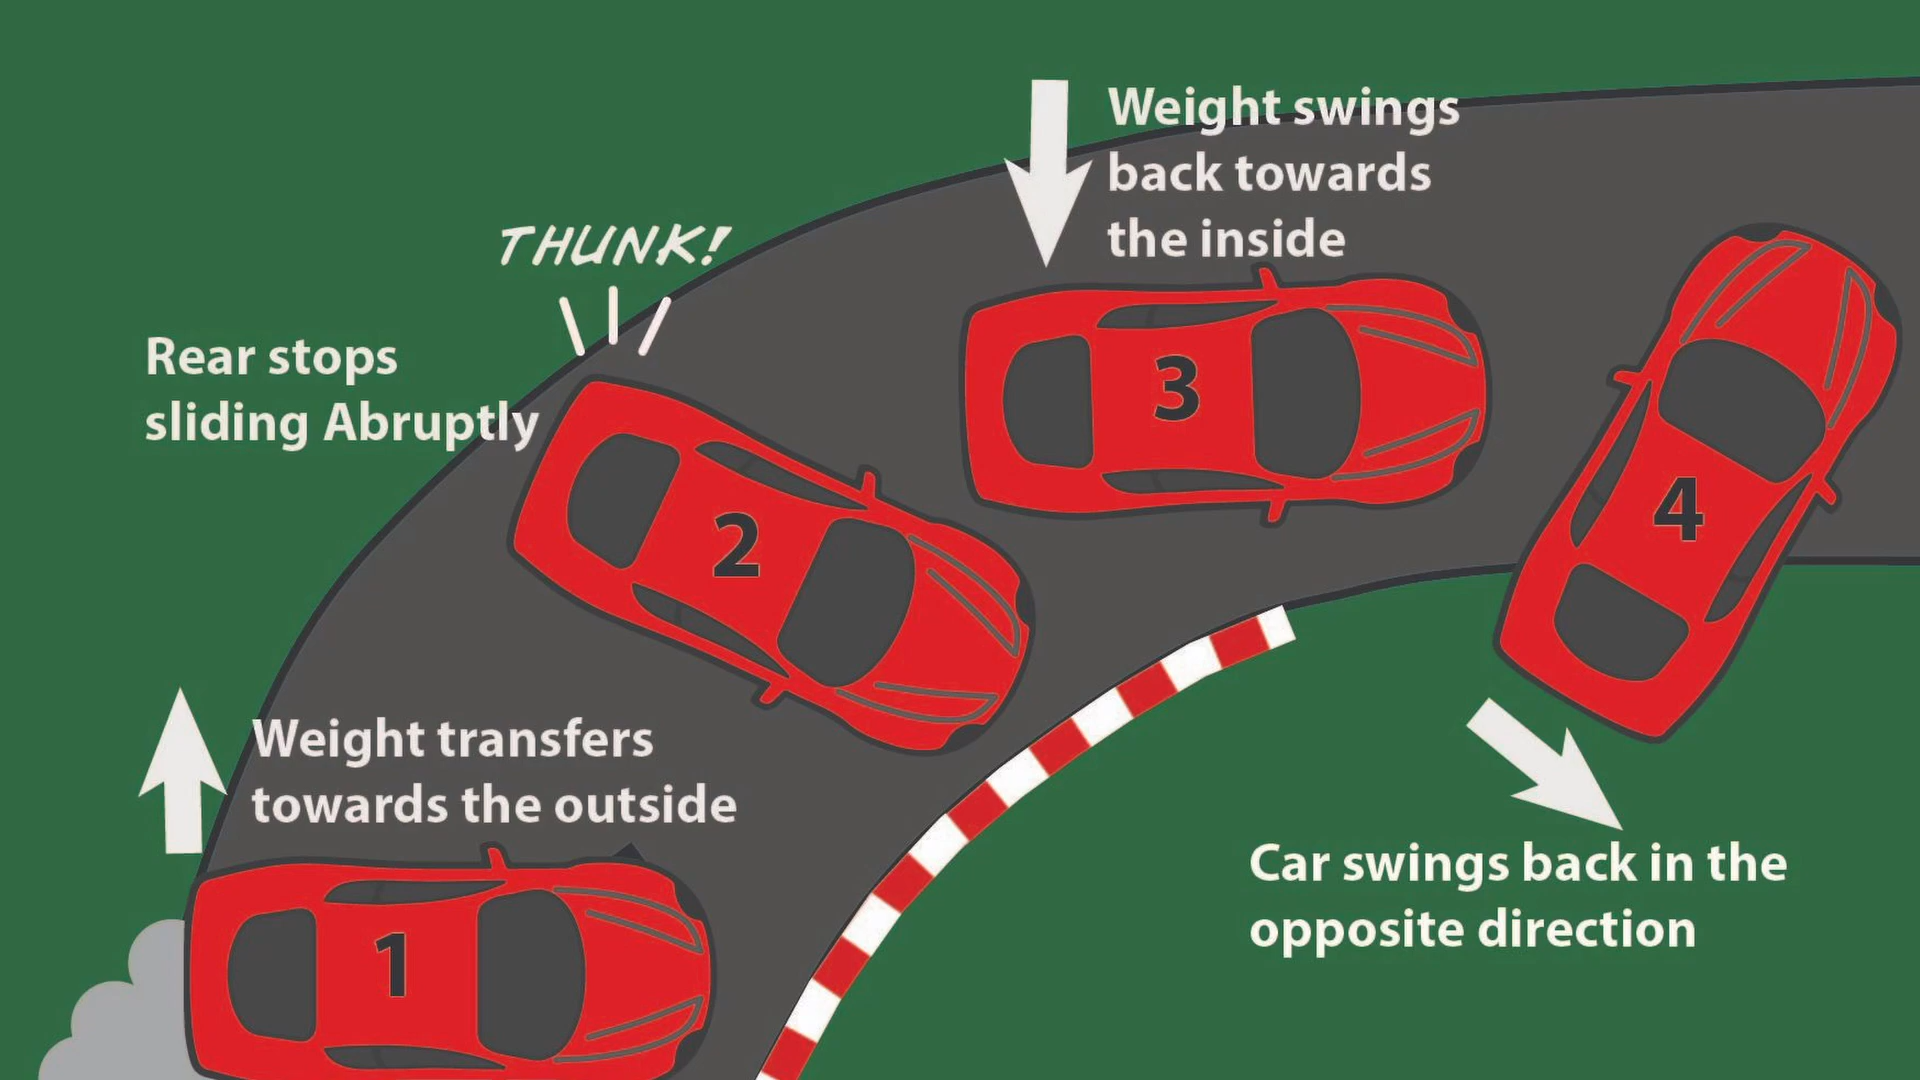 Weight swings
back towards
the inside
THUNK!
Rear stops
sliding Abruptly
3
4
2
Weight transfers
towards the outside
Car swings back in the
opposite direction
1